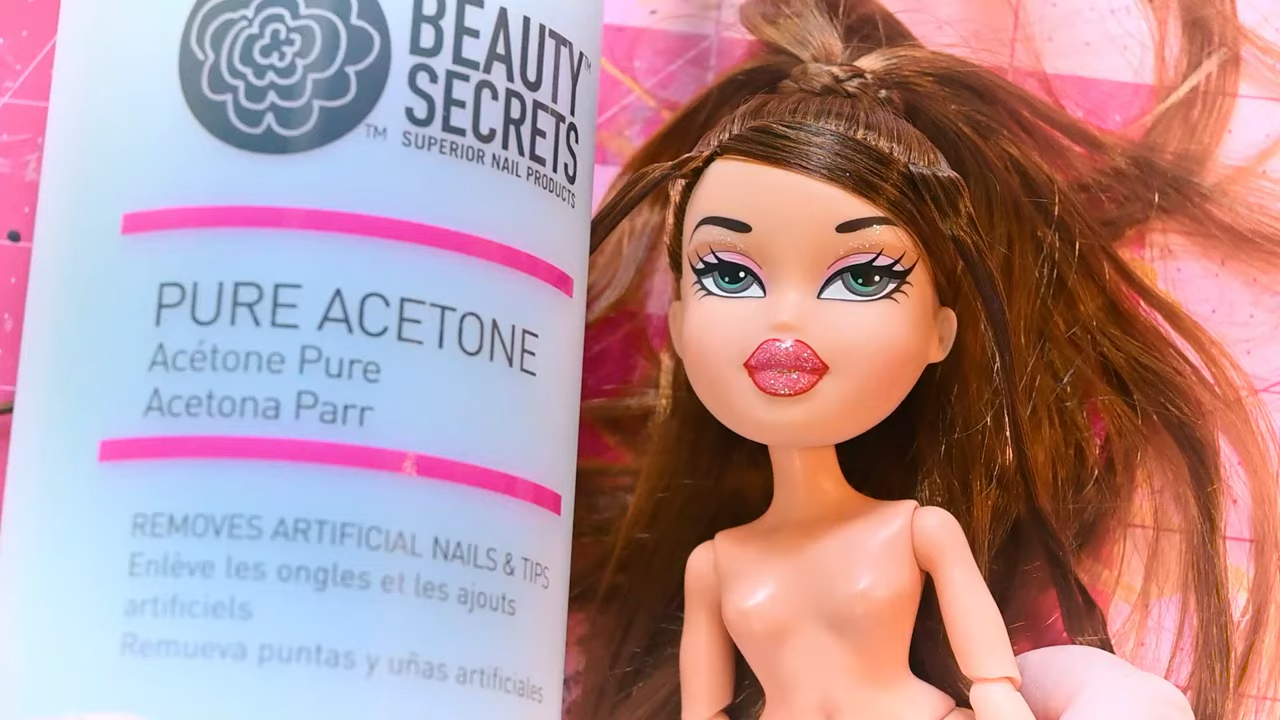 BEAUTY™
SECRETS
SUPERIOR NAIL PRODUCTS
TM
PURE ACETONE
Acétone Pure
Acetona Parr
REMOVES ARTIFICIAL NAILS & TIPS
Enlève les ongles et les ajouts
artificiels
Remueva puntas y uñas artificiales